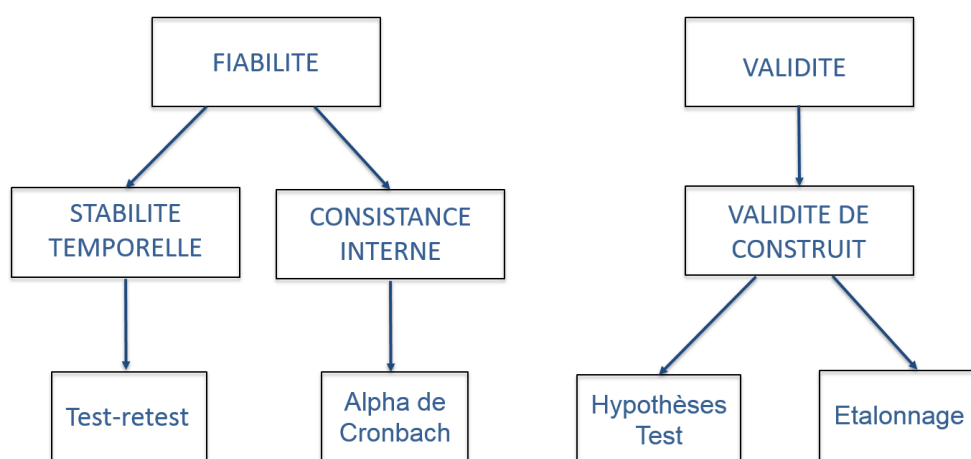 FIABILITE
VALIDITE
STABILITE
TEMPORELLE
CONSISTANCE
INTERNE
VALIDITE DE
CONSTRUIT
Test-retest
Alpha de
Cronbach
Hypothèses
Test
Etalonnage